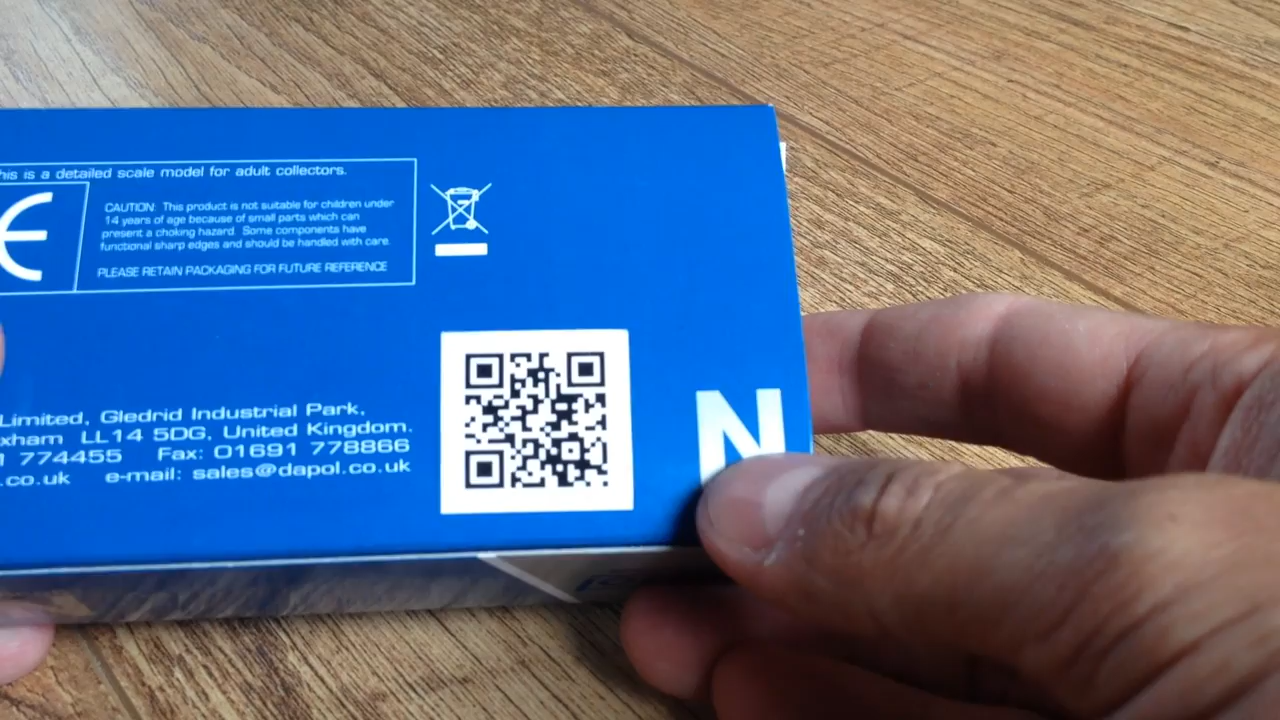 his is a detailed scale model for adult collectors.
CE
CAUTION: This product is not suitable for children under
14 years of age because of small parts which can
present a choking hazard. Some components have
functional sharp edges and should be handled with care.
PLEASE RETAIN PACKAGING FOR FUTURE REFERENCE
Limited, Gledrid Industrial Park,
xham LL14 5DG, United Kingdom.
1 774455 Fax: 01691 778866
.co.uk e-mail: sales@dapol.co.uk
N